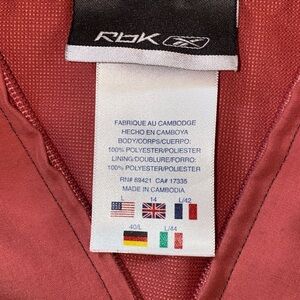 RbK
FABRIQUE AU CAMBODGE
HECHO EN CAMBOYA
BODY/CORPS/CUERPO:
100% POLYESTER/POLIESTER
LINING/DOUBLURE/FORRO:
100% POLYESTER/POLIESTER
RN# 89421 CA# 17335
MADE IN CAMBODIA
L 14 L/42
40/L L/44